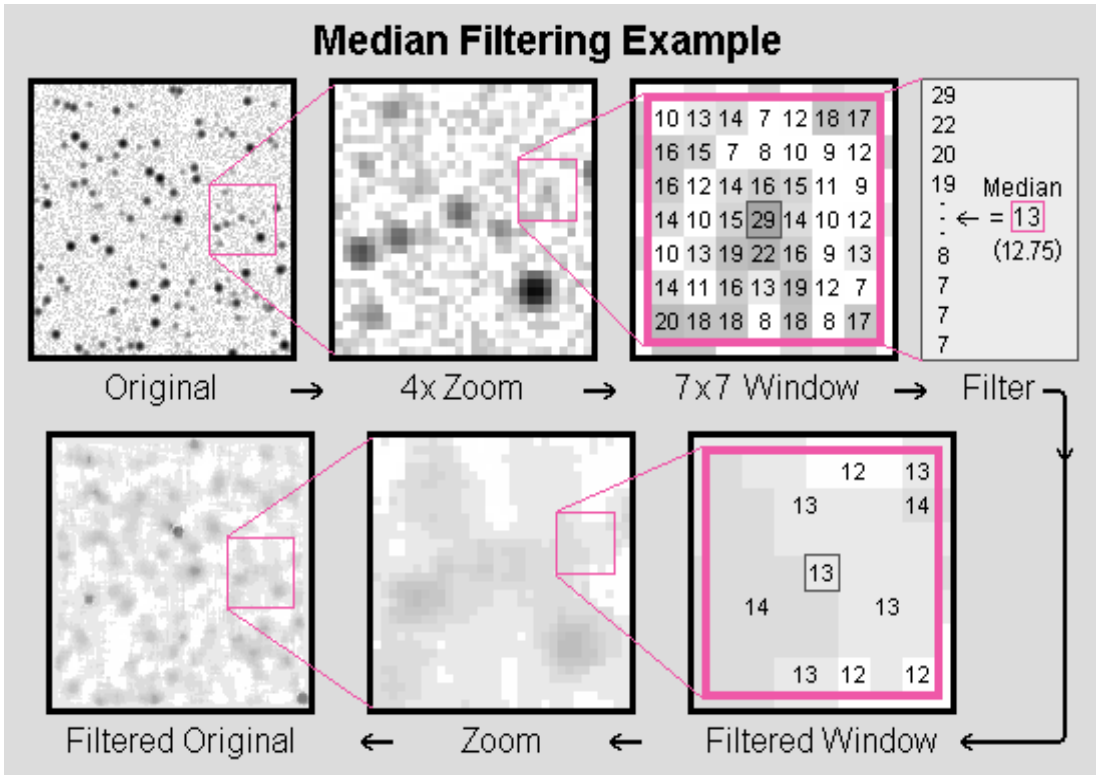 Median Filtering Example
10 13 14 7 12 18 17
16 15 7 8 10 9 12
16 12 14 16 15 11 9
14 10 15 29 14 10 12
10 13 19 22 16 9 13
14 11 16 13 19 12 7
20 18 18 8 18 8 17
29
22
20
19
-
-
-
8
7
7
7
Median
← = 13
(12.75)
Original → 4x Zoom → 7x7 Window → Filter
12 13
13 14
13
14 13
13 12 12
Filtered Original ← Zoom ← Filtered Window ←